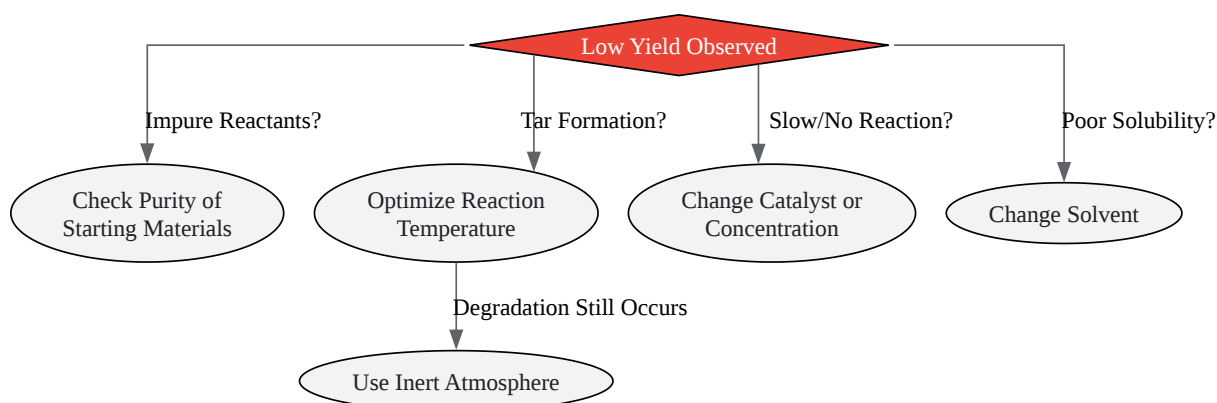 Low Yield Observed
Impure Reactants?
Tar Formation?
Slow/No Reaction?
Poor Solubility?
Check Purity of
Starting Materials
Optimize Reaction
Temperature
Change Catalyst or
Concentration
Change Solvent
Degradation Still Occurs
Use Inert Atmosphere